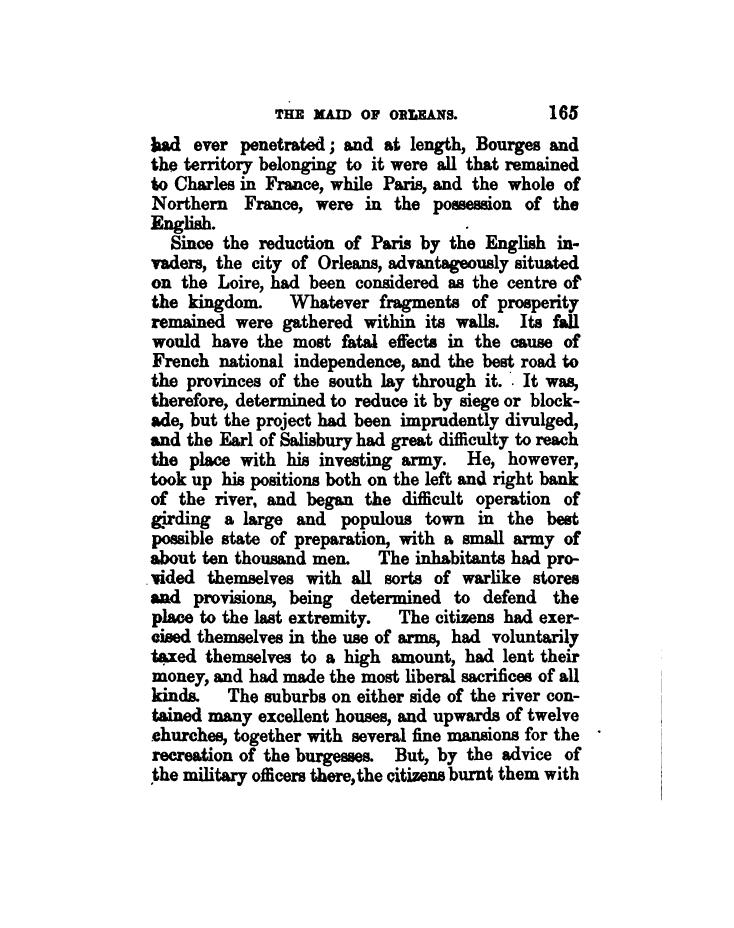 THE MAID OF ORLEANS. 165
had ever penetrated; and at length, Bourges and
the territory belonging to it were all that remained
to Charles in France, while Paris, and the whole of
Northern France, were in the possession of the
English.
Since the reduction of Paris by the English in-
vaders, the city of Orleans, advantageously situated
on the Loire, had been considered as the centre of
the kingdom. Whatever fragments of prosperity
remained were gathered within its walls. Its fall
would have the most fatal effects in the cause of
French national independence, and the best road to
the provinces of the south lay through it. It was,
therefore, determined to reduce it by siege or block-
ade, but the project had been imprudently divulged,
and the Earl of Salisbury had great difficulty to reach
the place with his investing army. He, however,
took up his positions both on the left and right bank
of the river, and began the difficult operation of
girding a large and populous town in the best
possible state of preparation, with a small army of
about ten thousand men. The inhabitants had pro-
vided themselves with all sorts of warlike stores
and provisions, being determined to defend the
place to the last extremity. The citizens had exer-
cised themselves in the use of arms, had voluntarily
taxed themselves to a high amount, had lent their
money, and had made the most liberal sacrifices of all
kinds. The suburbs on either side of the river con-
tained many excellent houses, and upwards of twelve
churches, together with several fine mansions for the
recreation of the burgesses. But, by the advice of
the military officers there, the citizens burnt them with